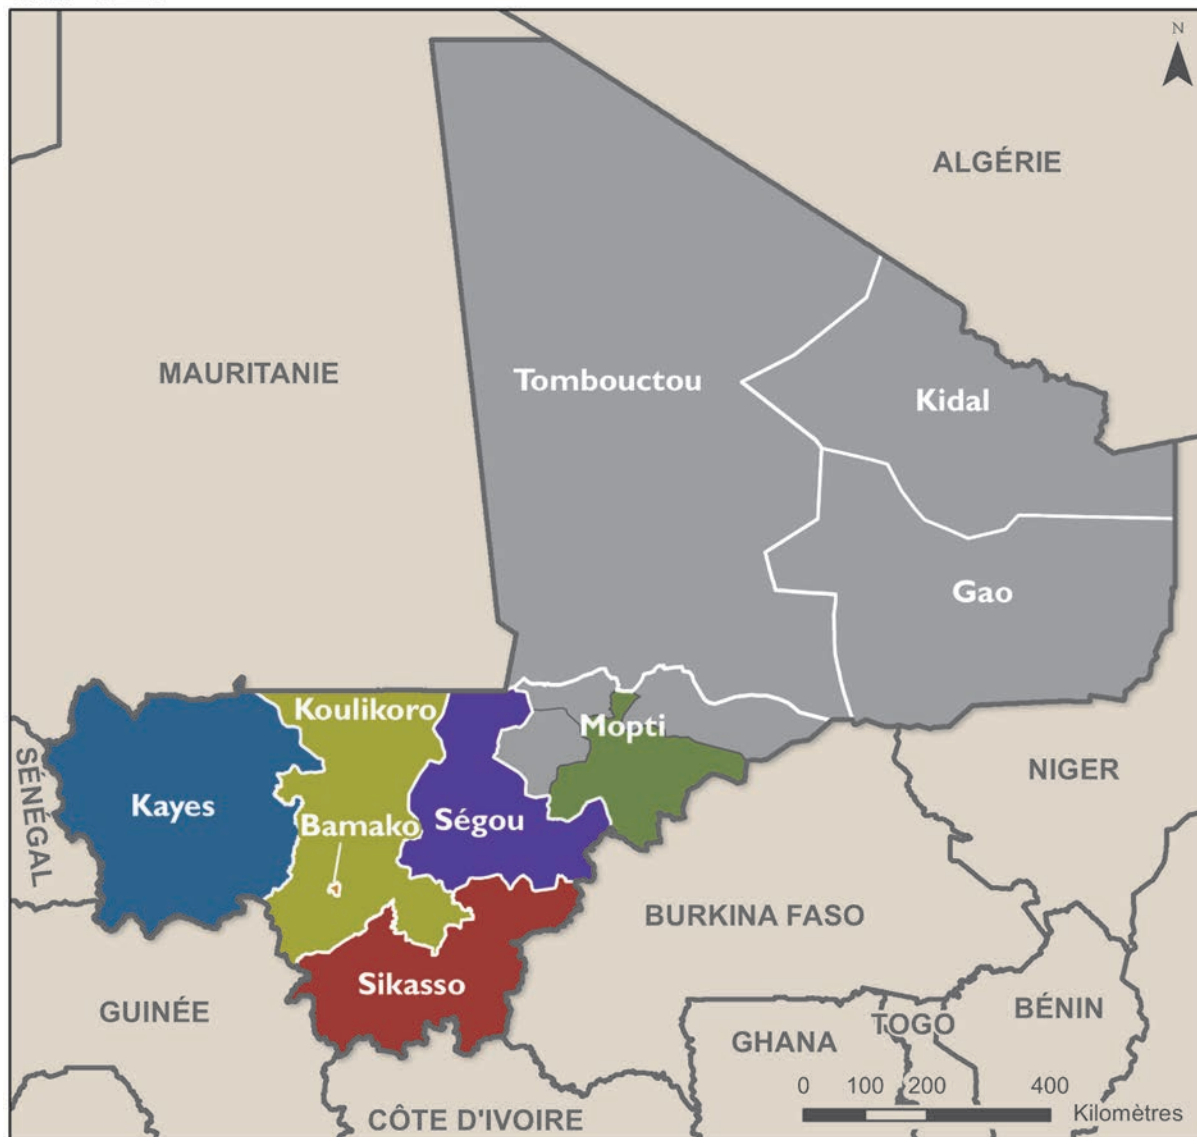 N
ALGÉRIE
MAURITANIE
Tombouctou
Kidal
Gao
Koulikoro
Mopti
SÉNÉGAL
NIGER
Kayes
Bamako
Ségou
BURKINA FASO
Sikasso
GUINÉE
BÉNIN
TOGO
GHANA
0 100 200 400
Kilomètres
CÔTE D'IVOIRE